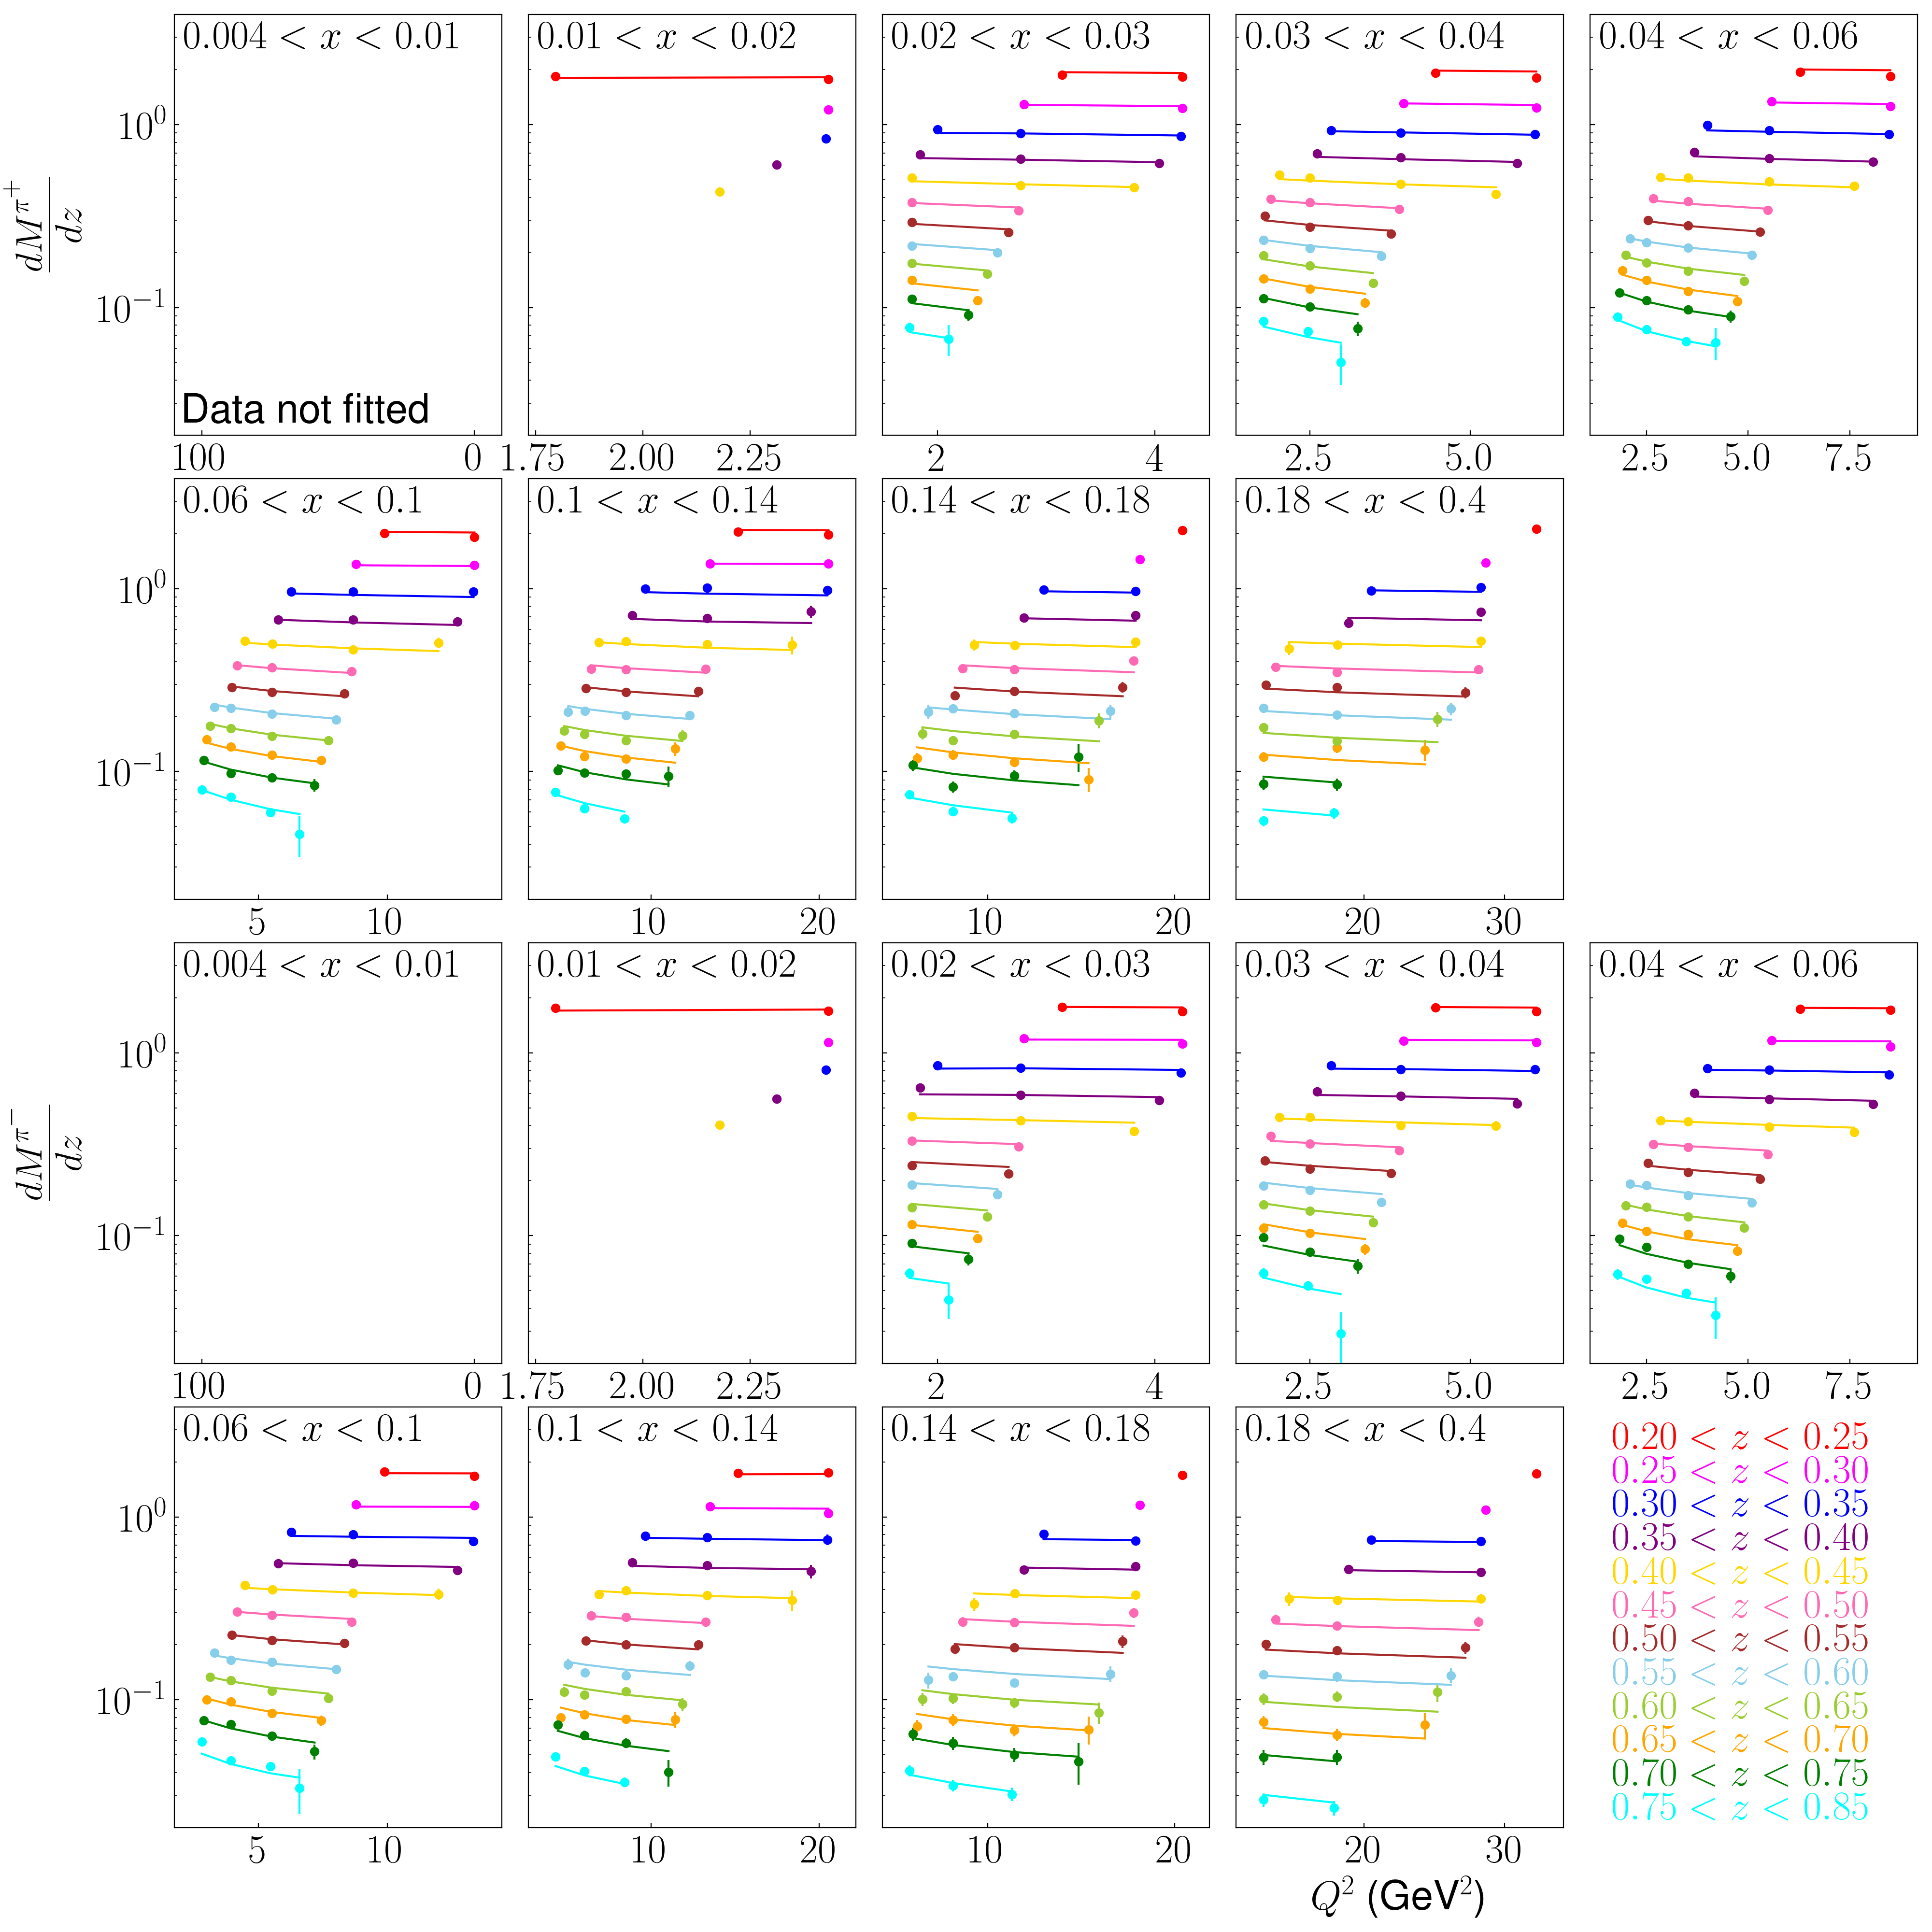 0.004 < x < 0.01
0.01 < x < 0.02
0.02 < x < 0.03
0.03 < x < 0.04
0.04 < x < 0.06
10^0
10^{-1}
dM^{π^+}
dz
Data not fitted
100 0
1.75 2.00 2.25
2 4
2.5 5.0
2.5 5.0 7.5
0.06 < x < 0.1
0.1 < x < 0.14
0.14 < x < 0.18
0.18 < x < 0.4
10^0
10^{-1}
5 10
10 20
10 20
20 30
0.004 < x < 0.01
0.01 < x < 0.02
0.02 < x < 0.03
0.03 < x < 0.04
0.04 < x < 0.06
10^0
10^{-1}
dM^{π^-}
dz
100 0
1.75 2.00 2.25
2 4
2.5 5.0
2.5 5.0 7.5
0.06 < x < 0.1
0.1 < x < 0.14
0.14 < x < 0.18
0.18 < x < 0.4
10^0
10^{-1}
5 10
10 20
10 20
20 30
0.20 < z < 0.25
0.25 < z < 0.30
0.30 < z < 0.35
0.35 < z < 0.40
0.40 < z < 0.45
0.45 < z < 0.50
0.50 < z < 0.55
0.55 < z < 0.60
0.60 < z < 0.65
0.65 < z < 0.70
0.70 < z < 0.75
0.75 < z < 0.85
Q^2 (GeV^2)